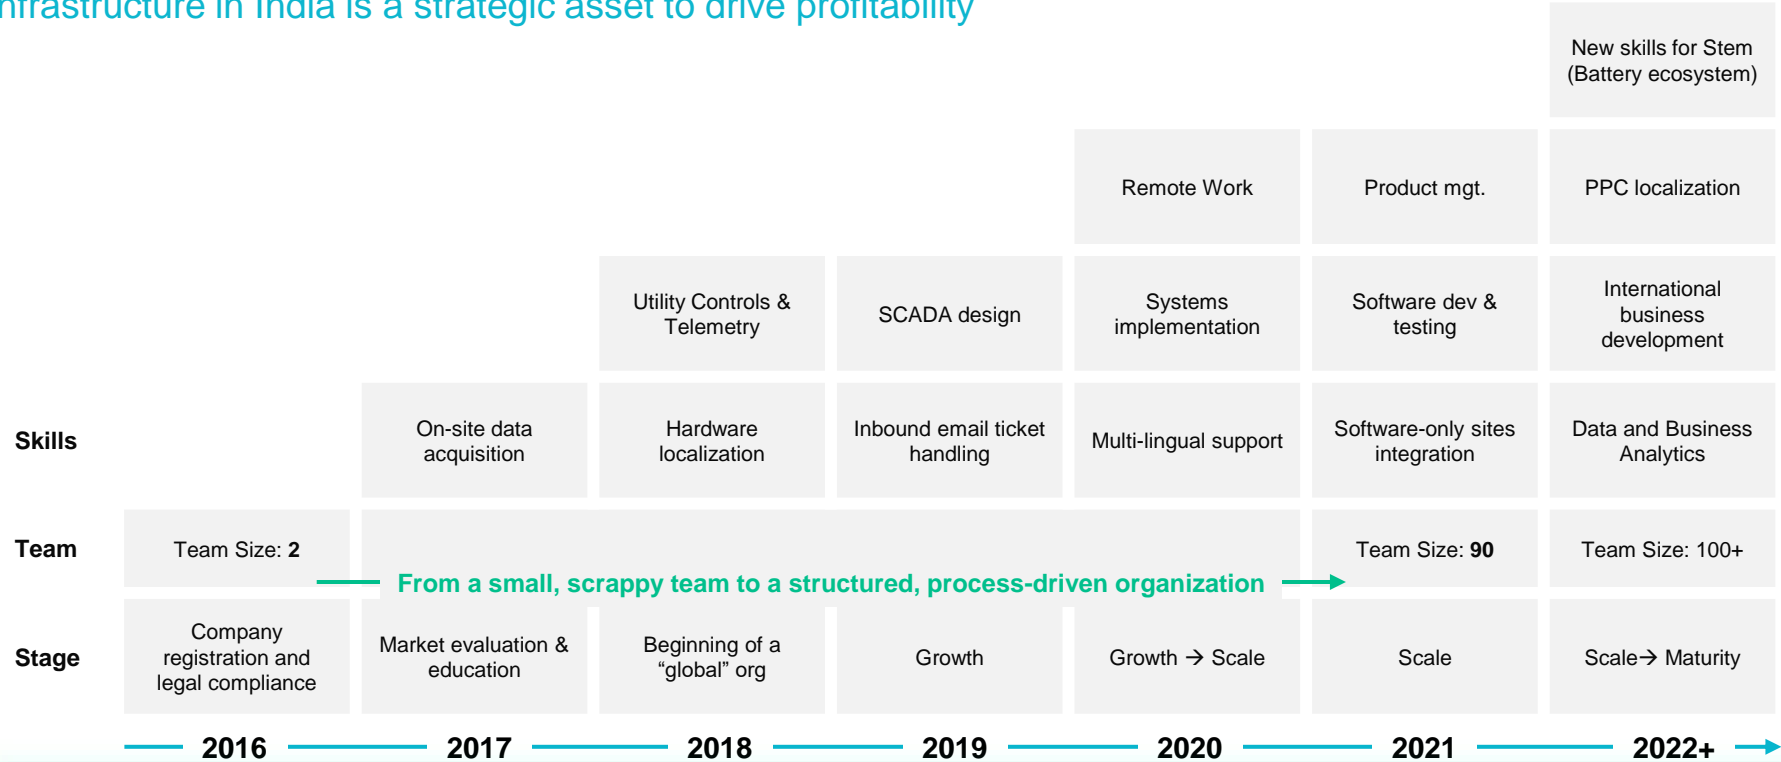 nfrastructure in India is a strategic asset to drive profitability
New skills for Stem
(Battery ecosystem)
Remote Work
Product mgt.
PPC localization
Utility Controls &
Telemetry
SCADA design
Systems
implementation
Software dev &
testing
International
business
development
Skills
On-site data
acquisition
Hardware
localization
Inbound email ticket
handling
Multi-lingual support
Software-only sites
integration
Data and Business
Analytics
Team
Team Size: 2
Team Size: 90
Team Size: 100+
From a small, scrappy team to a structured, process-driven organization
Stage
Company
registration and
legal compliance
Market evaluation &
education
Beginning of a
“global” org
Growth
Growth → Scale
Scale
Scale→ Maturity
2016
2017
2018
2019
2020
2021
2022+